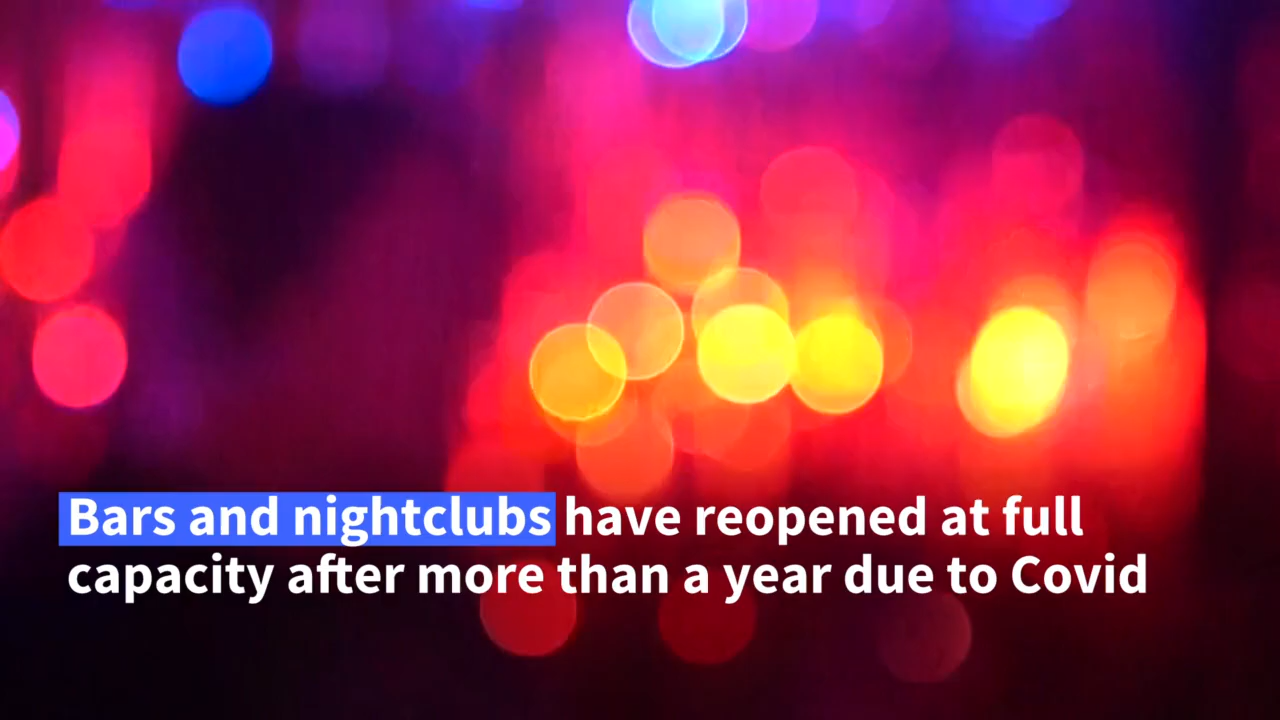 Bars and nightclubs have reopened at full
capacity after more than a year due to Covid